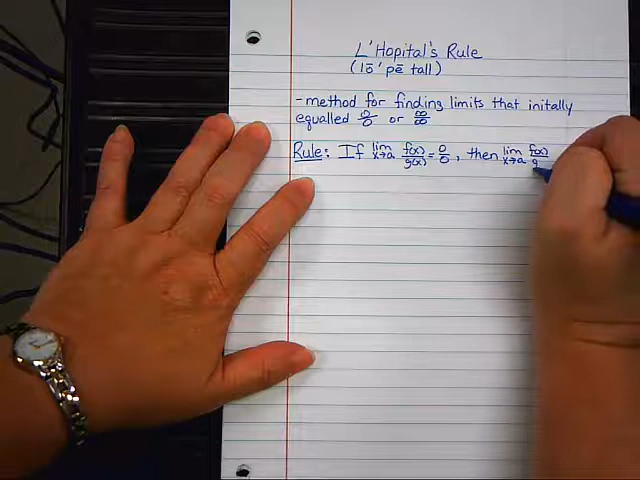 L'Hopital's Rule
(lō' pē tall)
- method for finding limits that initally
equalled 0/0 or ∞/∞
Rule: If lim x→a f(x)/g(x) = 0/0, then lim x→a f(x)/g